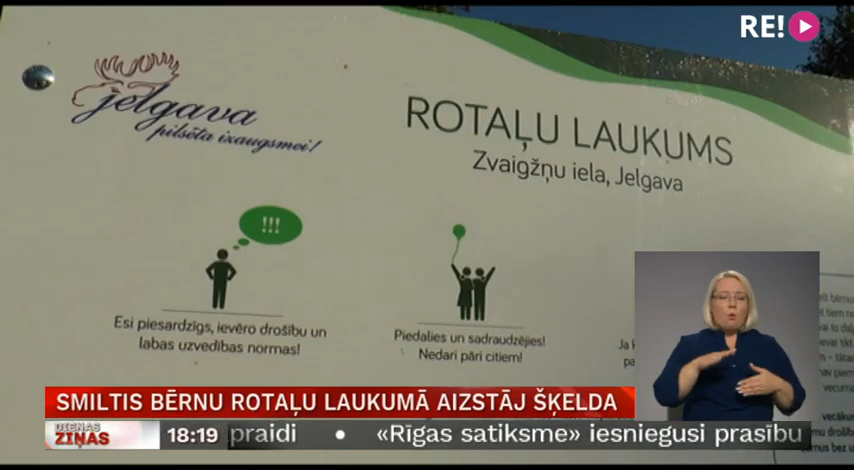 RE!
jelgava
pilsēta izaugsmei!
ROTAĻU LAUKUMS
Zvaigžņu iela, Jelgava
!!!
Esi piesardzīgs, ievēro drošību un
labas uzvedības normas!
Piedalies un sadraudzējies!
Nedari pāri citiem!
SMILTIS BĒRNU ROTAĻU LAUKUMĀ AIZSTĀJ ŠĶELDA
DIENAS
ZIŅAS
18:19
praidi • «Rīgas satiksme» iesniegusi prasību